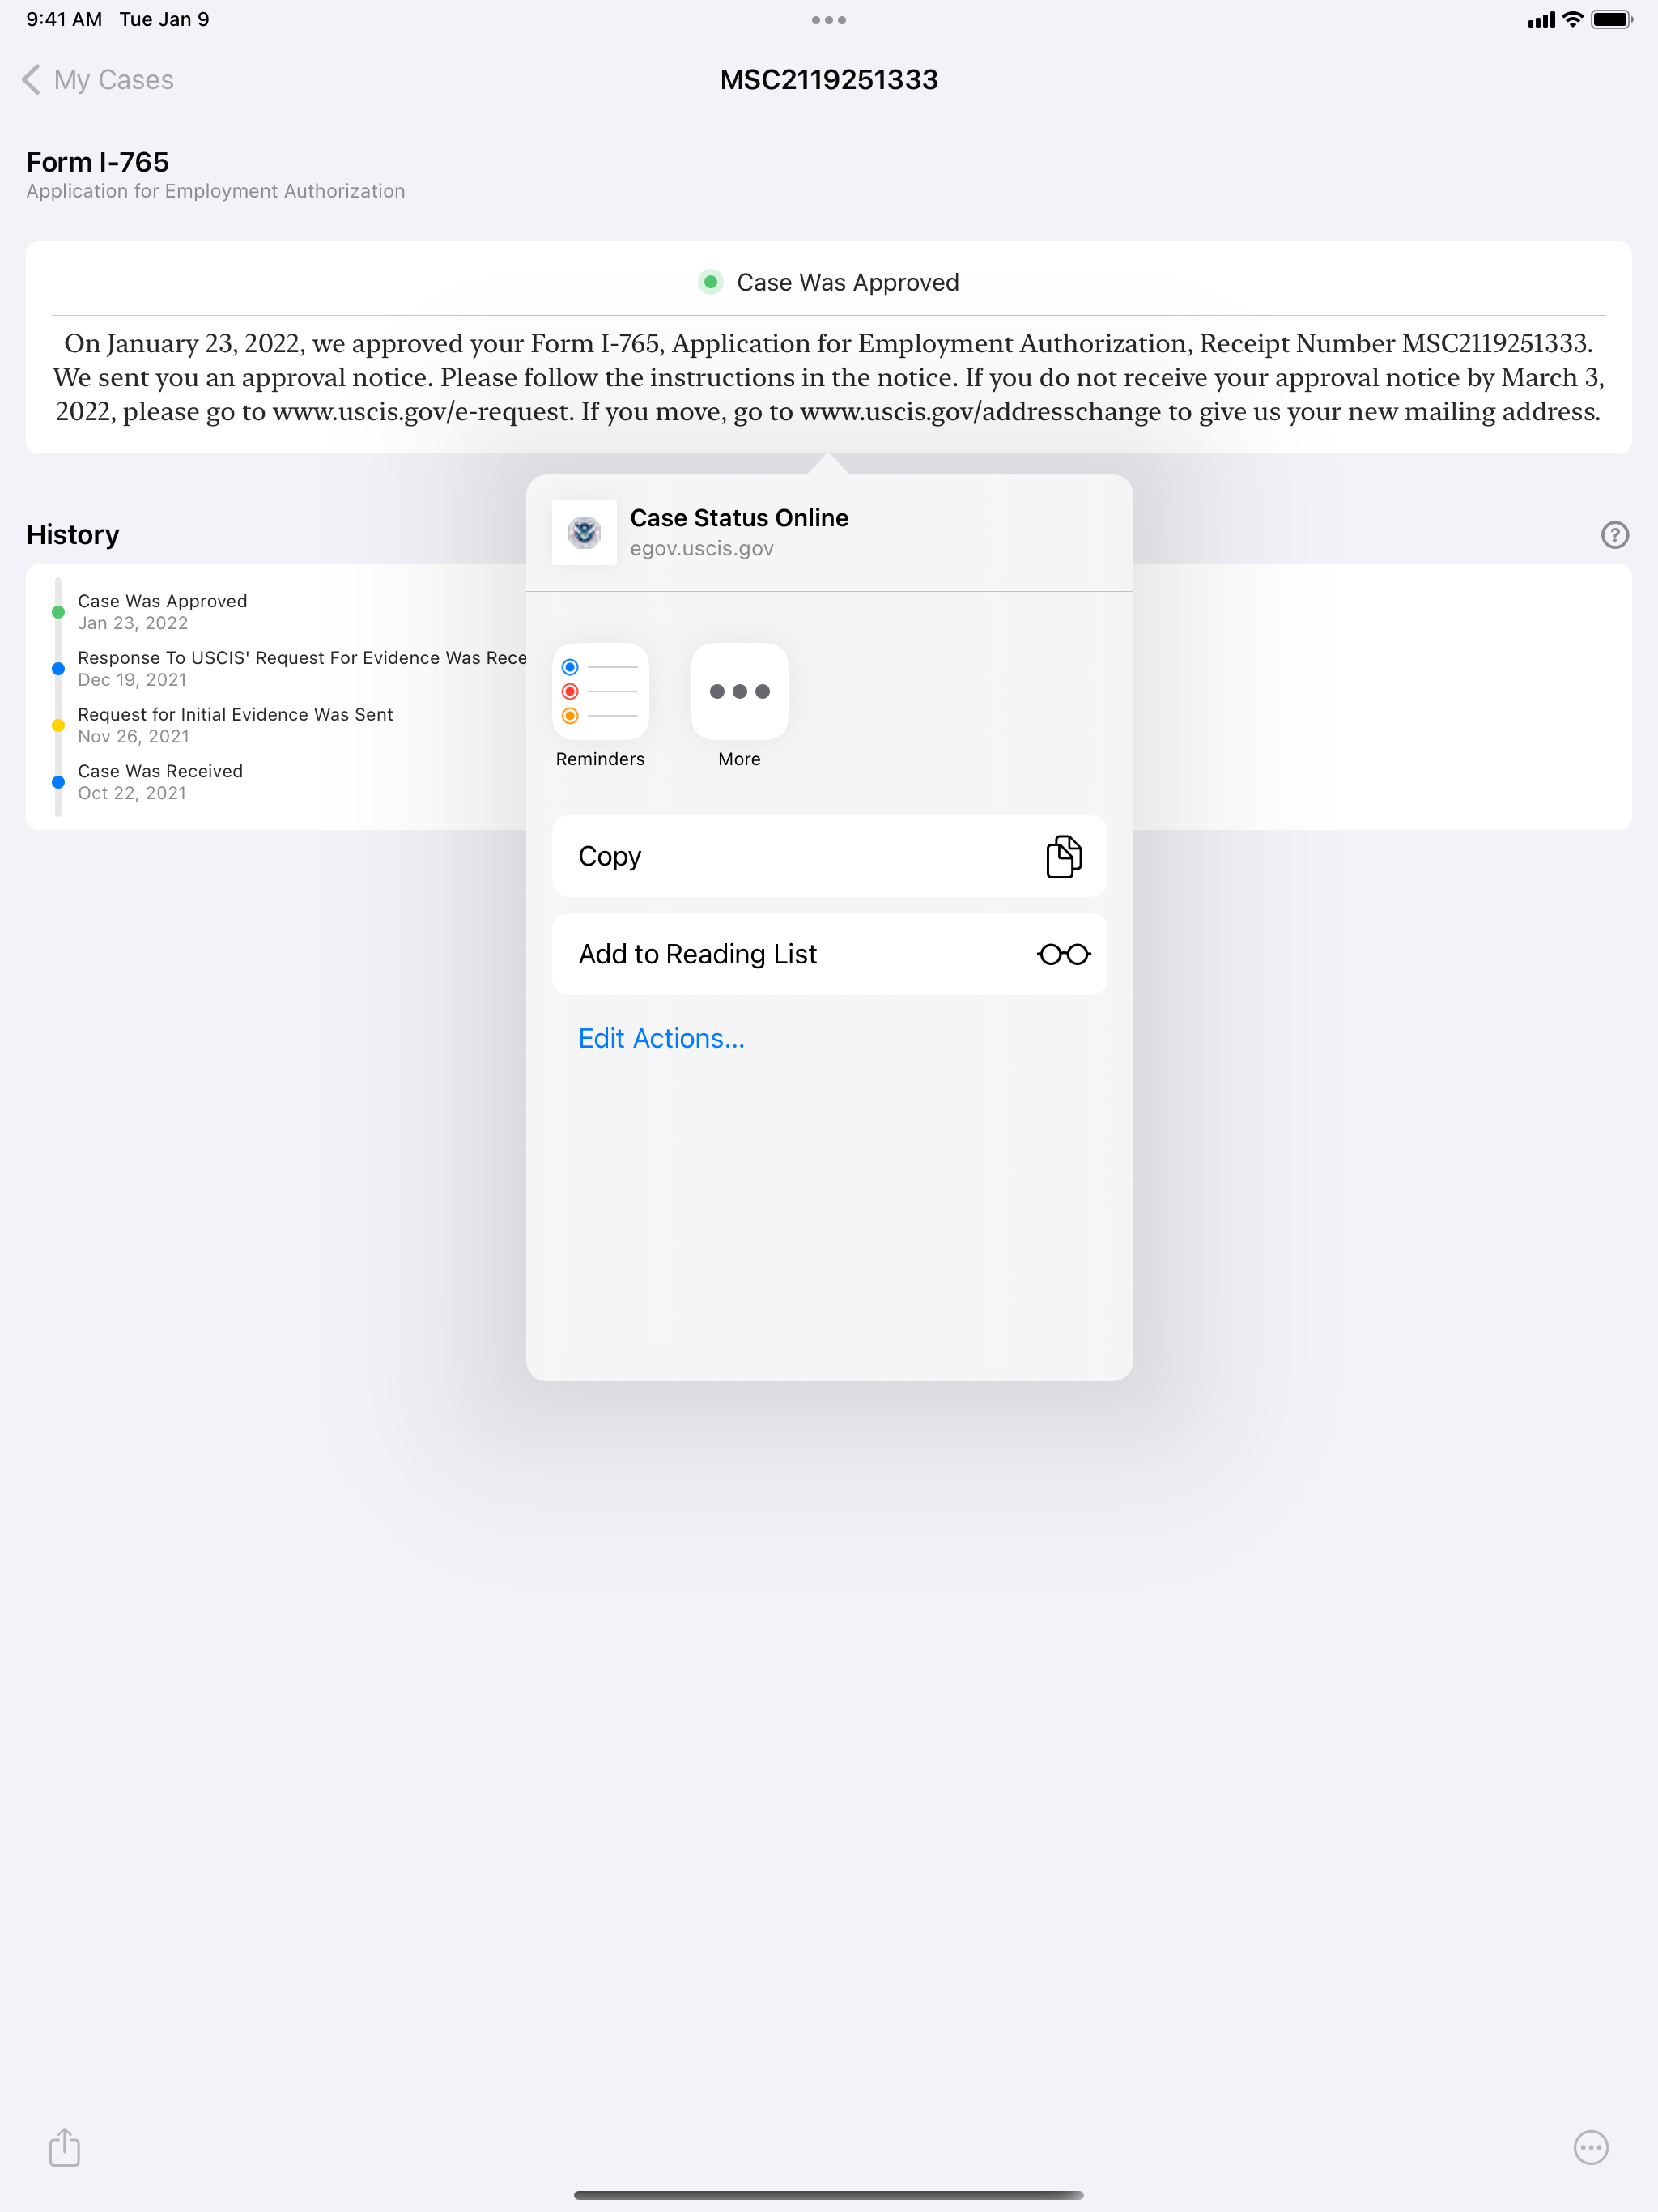 9:41 AM Tue Jan 9
My Cases
MSC2119251333
Form I-765
Application for Employment Authorization
Case Was Approved
On January 23, 2022, we approved your Form I-765, Application for Employment Authorization, Receipt Number MSC2119251333.
We sent you an approval notice. Please follow the instructions in the notice. If you do not receive your approval notice by March 3,
2022, please go to www.uscis.gov/e-request. If you move, go to www.uscis.gov/addresschange to give us your new mailing address.
Case Status Online
egov.uscis.gov
History
?
Case Was Approved
Jan 23, 2022
Response To USCIS' Request For Evidence Was Rece
Dec 19, 2021
Request for Initial Evidence Was Sent
Nov 26, 2021
Case Was Received
Oct 22, 2021
Reminders
More
Copy
Add to Reading List
Edit Actions...